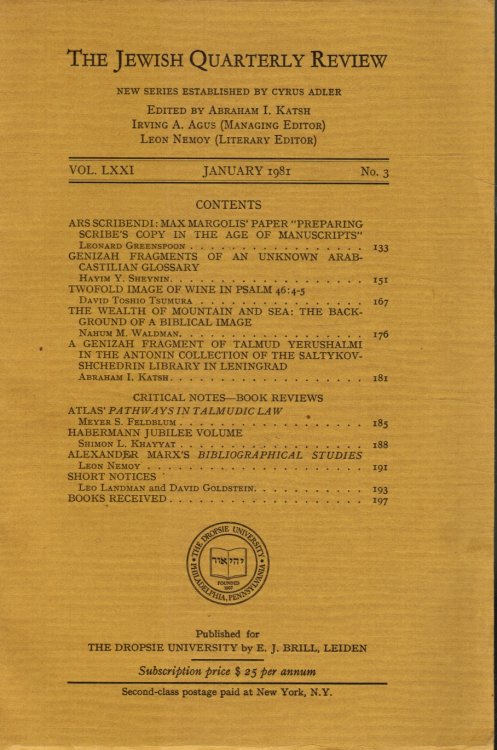 THE JEWISH QUARTERLY REVIEW
NEW SERIES ESTABLISHED BY CYRUS ADLER
EDITED BY ABRAHAM I. KATSH
IRVING A. AGUS (MANAGING EDITOR)
LEON NEMOY (LITERARY EDITOR)
VOL. LXXI JANUARY 1981 No. 3
CONTENTS
ARS SCRIBENDI: MAX MARGOLIS' PAPER "PREPARING
SCRIBE'S COPY IN THE AGE OF MANUSCRIPTS"
LEONARD GREENSPOON . . . . . . . . . . . . . . . . 133
GENIZAH FRAGMENTS OF AN UNKNOWN ARAB-
CASTILIAN GLOSSARY
HAYIM Y. SHEYNIN. . . . . . . . . . . . . . . . . . 151
TWOFOLD IMAGE OF WINE IN PSALM 46:4-5
DAVID TOSHIO TSUMURA . . . . . . . . . . . . . . . 167
THE WEALTH OF MOUNTAIN AND SEA: THE BACK-
GROUND OF A BIBLICAL IMAGE
NAHUM M. WALDMAN. . . . . . . . . . . . . . . . . 176
A GENIZAH FRAGMENT OF TALMUD YERUSHALMI
IN THE ANTONIN COLLECTION OF THE SALTYKOV-
SHCHEDRIN LIBRARY IN LENINGRAD
ABRAHAM I. KATSH. . . . . . . . . . . . . . . . . . 181
CRITICAL NOTES—BOOK REVIEWS
ATLAS' PATHWAYS IN TALMUDIC LAW
MEYER S. FELDBLUM . . . . . . . . . . . . . . . . . 185
HABERMANN JUBILEE VOLUME
SHIMON L. KHAYYAT . . . . . . . . . . . . . . . . . 188
ALEXANDER MARX'S BIBLIOGRAPHICAL STUDIES
LEON NEMOY . . . . . . . . . . . . . . . . . . . . 191
SHORT NOTICES
LEO LANDMAN and DAVID GOLDSTEIN. . . . . . . . . . 193
BOOKS RECEIVED . . . . . . . . . . . . . . . . . . . 197
THE DROPSIE UNIVERSITY
PHILADELPHIA, PENNSYLVANIA
יהי אור
FOUNDED
1907
Published for
THE DROPSIE UNIVERSITY by E. J. BRILL, LEIDEN
Subscription price $ 25 per annum
Second-class postage paid at New York, N.Y.